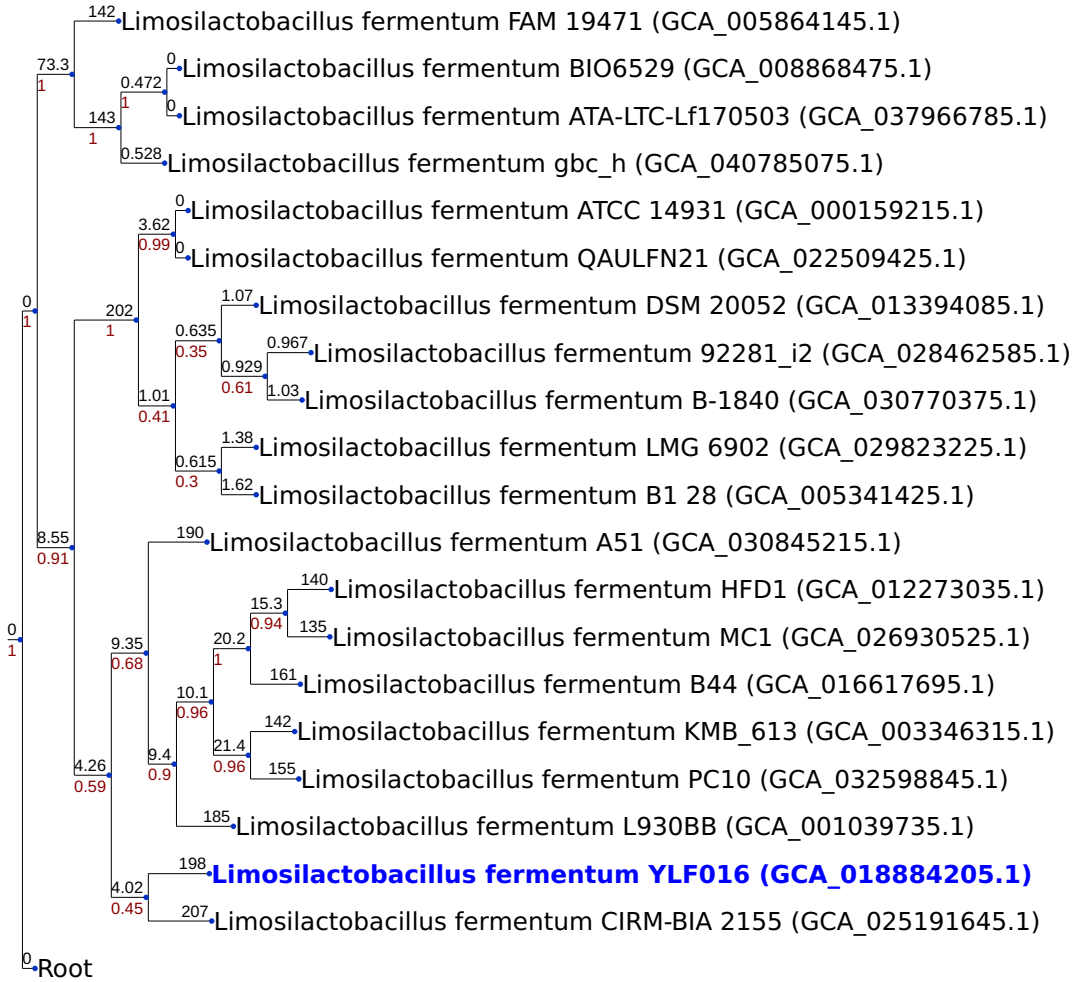 142
Limosilactobacillus fermentum FAM 19471 (GCA_005864145.1)
73.3
1
0
Limosilactobacillus fermentum BIO6529 (GCA_008868475.1)
0.472
1
0
Limosilactobacillus fermentum ATA-LTC-Lf170503 (GCA_037966785.1)
143
1
0.528
Limosilactobacillus fermentum gbc_h (GCA_040785075.1)
0
Limosilactobacillus fermentum ATCC 14931 (GCA_000159215.1)
3.62
0.99
0
Limosilactobacillus fermentum QAULFN21 (GCA_022509425.1)
0
1
202
1
1.07
Limosilactobacillus fermentum DSM 20052 (GCA_013394085.1)
0.635
0.35
0.967
Limosilactobacillus fermentum 92281_i2 (GCA_028462585.1)
0.929
0.61
1.03
Limosilactobacillus fermentum B-1840 (GCA_030770375.1)
1.01
0.41
1.38
Limosilactobacillus fermentum LMG 6902 (GCA_029823225.1)
0.615
0.3
1.62
Limosilactobacillus fermentum B1 28 (GCA_005341425.1)
8.55
0.91
190
Limosilactobacillus fermentum A51 (GCA_030845215.1)
140
Limosilactobacillus fermentum HFD1 (GCA_012273035.1)
15.3
0.94
135
Limosilactobacillus fermentum MC1 (GCA_026930525.1)
0
1
9.35
0.68
20.2
1
161
Limosilactobacillus fermentum B44 (GCA_016617695.1)
10.1
0.96
142
Limosilactobacillus fermentum KMB_613 (GCA_003346315.1)
21.4
0.96
155
Limosilactobacillus fermentum PC10 (GCA_032598845.1)
4.26
0.59
9.4
0.9
185
Limosilactobacillus fermentum L930BB (GCA_001039735.1)
198
Limosilactobacillus fermentum YLF016 (GCA_018884205.1)
4.02
0.45
207
Limosilactobacillus fermentum CIRM-BIA 2155 (GCA_025191645.1)
0
Root